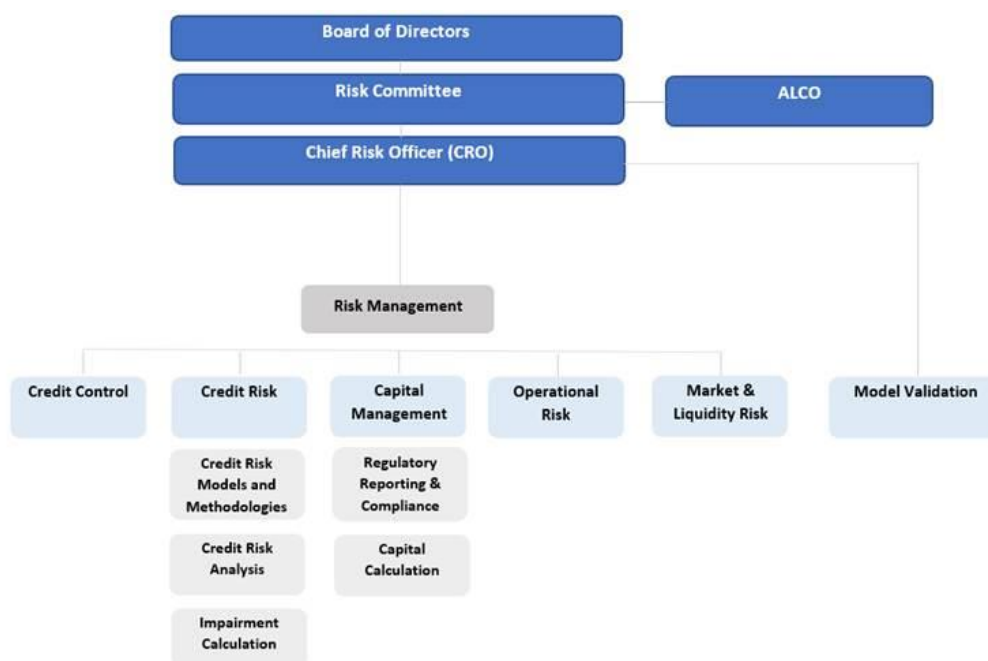 Board of Directors
Risk Committee
ALCO
Chief Risk Officer (CRO)
Risk Management
Credit Control
Credit Risk
Capital
Management
Operational
Risk
Market &
Liquidity Risk
Model Validation
Credit Risk
Models and
Methodologies
Regulatory
Reporting &
Compliance
Credit Risk
Analysis
Capital
Calculation
Impairment
Calculation